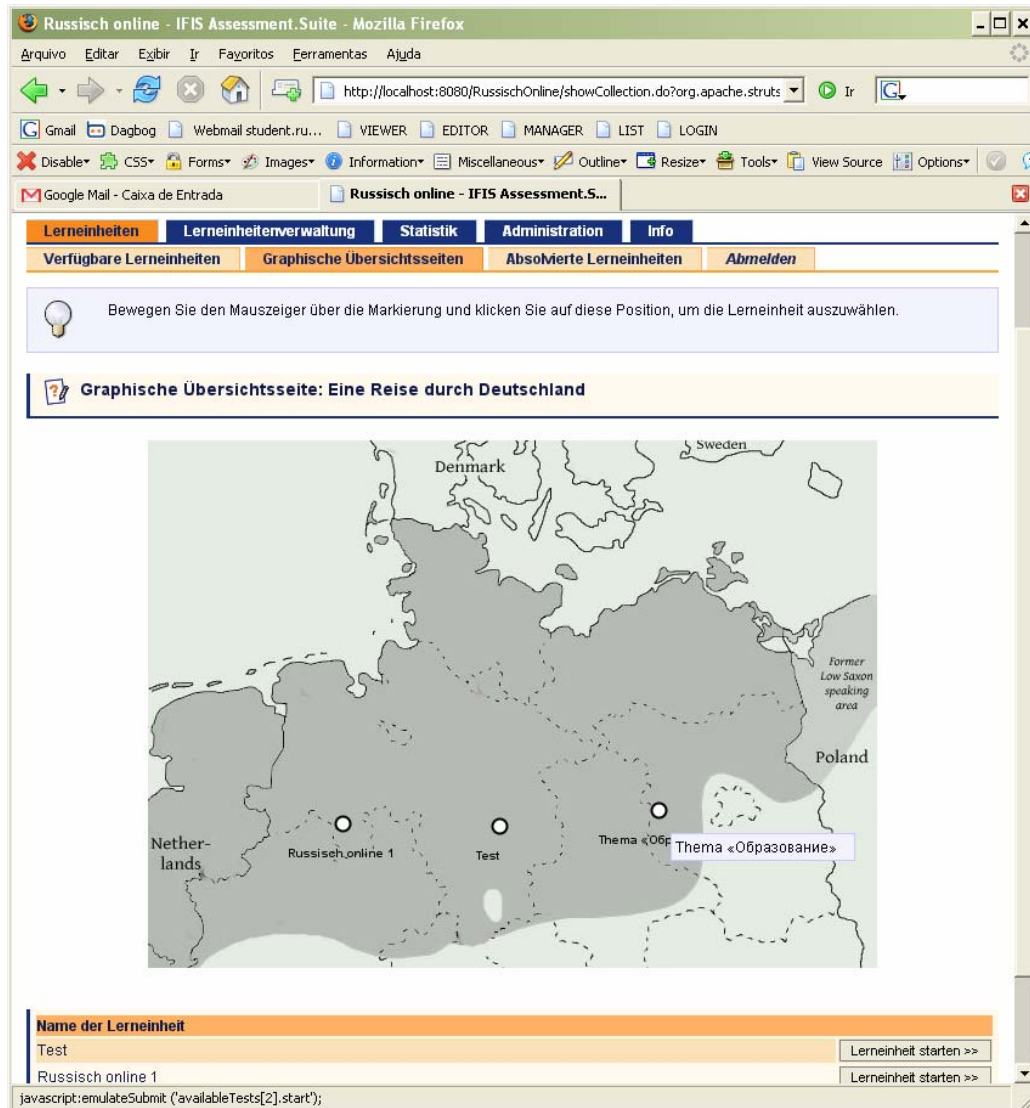 Russisch online - IFIS Assessment.Suite - Mozilla Firefox
Arquivo Editar Exibir Ir Favoritos Ferramentas Ajuda
http://localhost:8080/RussischOnline/showCollection.do?org.apache.struts Ir G
G Gmail Dagbog Webmail student.ru... VIEWER EDITOR MANAGER LIST LOGIN
Disable CSS Forms Images Information Miscellaneous Outline Resize Tools View Source Options
Google Mail - Caixa de Entrada Russisch online - IFIS Assessment.S...
Lerneinheiten Lerneinheitenverwaltung Statistik Administration Info
Verfügbare Lerneinheiten Graphische Übersichtsseiten Absolvierte Lerneinheiten Abmelden
Bewegen Sie den Mauszeiger über die Markierung und klicken Sie auf diese Position, um die Lerneinheit auszuwählen.
Graphische Übersichtsseite: Eine Reise durch Deutschland
Sweden
Denmark
Former
Low Saxon
speaking
area
Poland
Nether-
lands
Russisch online 1
Test
Thema «Обр
Thema «Образование»
Name der Lerneinheit
Test Lerneinheit starten >>
Russisch online 1 Lerneinheit starten >>
javascript:emulateSubmit ('availableTests[2].start');